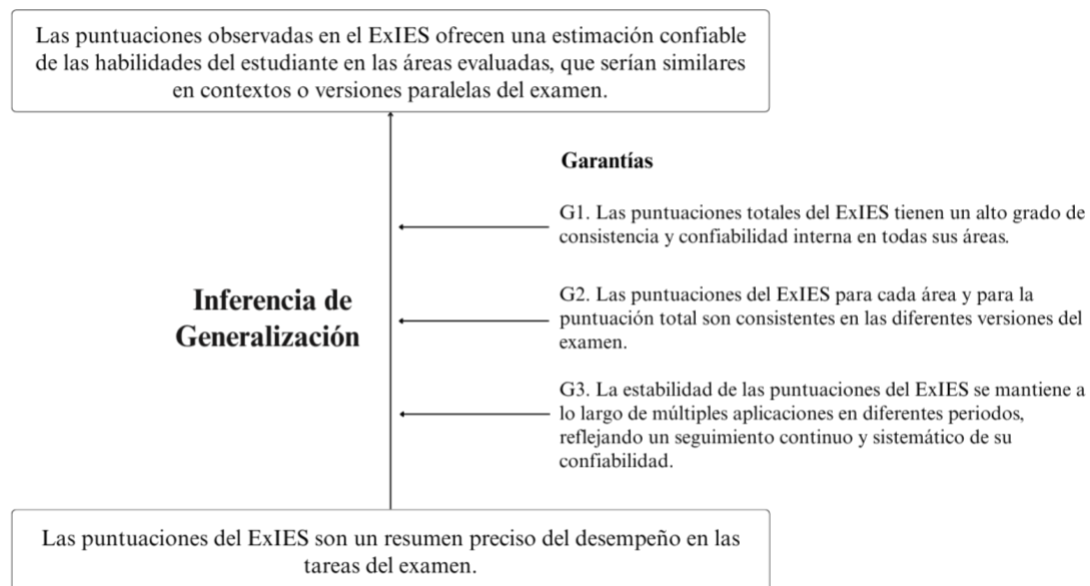 Las puntuaciones observadas en el ExIES ofrecen una estimación confiable
de las habilidades del estudiante en las áreas evaluadas, que serían similares
en contextos o versiones paralelas del examen.
Garantías
G1. Las puntuaciones totales del ExIES tienen un alto grado de
consistencia y confiabilidad interna en todas sus áreas.
Inferencia de
Generalización
G2. Las puntuaciones del ExIES para cada área y para la
puntuación total son consistentes en las diferentes versiones del
examen.
G3. La estabilidad de las puntuaciones del ExIES se mantiene a
lo largo de múltiples aplicaciones en diferentes periodos,
reflejando un seguimiento continuo y sistemático de su
confiabilidad.
Las puntuaciones del ExIES son un resumen preciso del desempeño en las
tareas del examen.